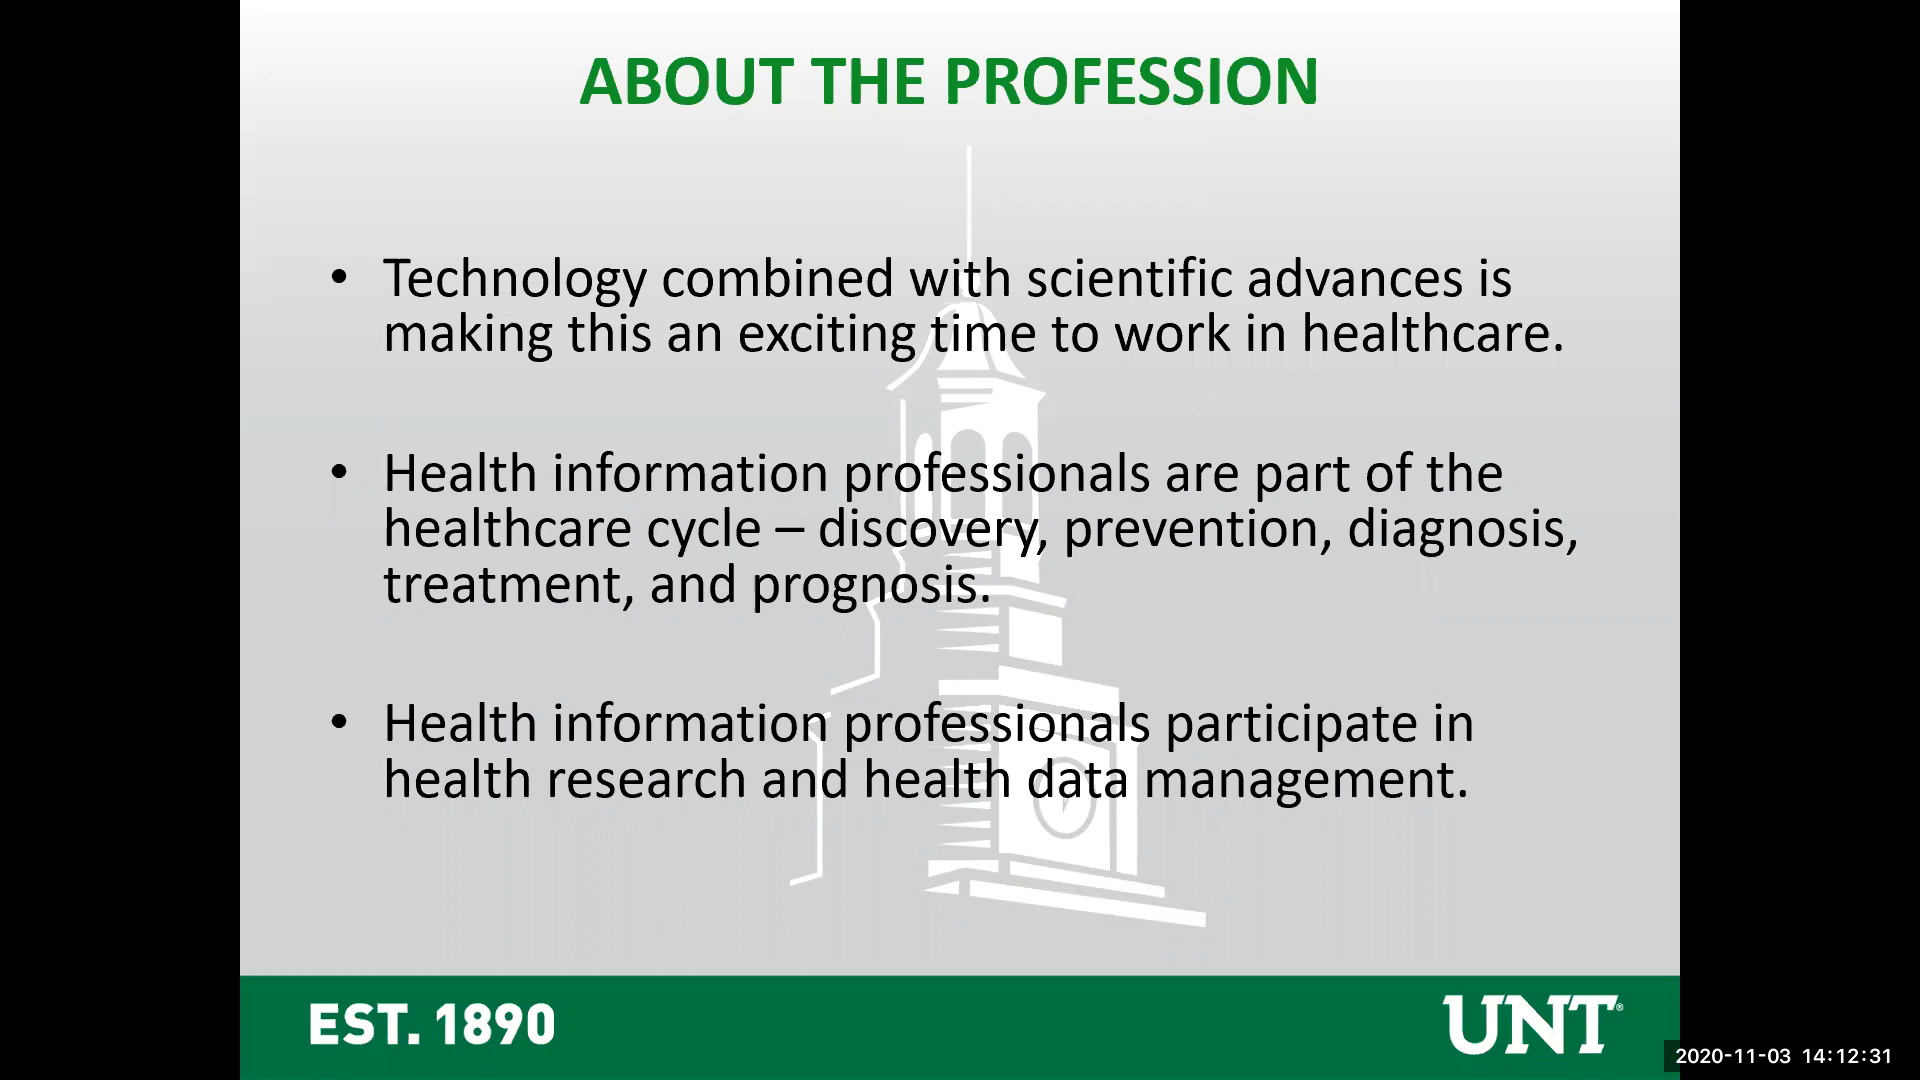 ABOUT THE PROFESSION
• Technology combined with scientific advances is
making this an exciting time to work in healthcare.
• Health information professionals are part of the
healthcare cycle – discovery, prevention, diagnosis,
treatment, and prognosis.
• Health information professionals participate in
health research and health data management.
EST. 1890
UNT®
2020-11-03 14:12:31